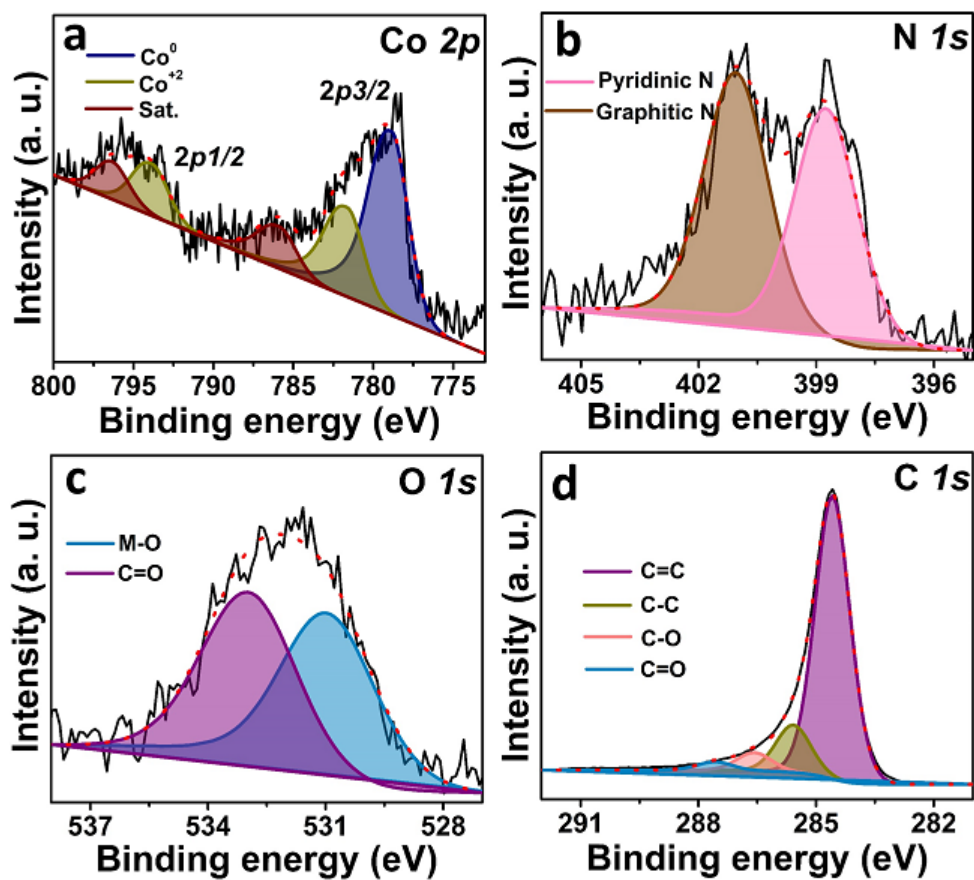 a
Co 2p
Co⁰
Co⁺²
Sat.
2p3/2
2p1/2
Intensity (a. u.)
800 795 790 785 780 775
Binding energy (eV)
b
N 1s
Pyridinic N
Graphitic N
Intensity (a. u.)
405 402 399 396
Binding energy (eV)
c
O 1s
M-O
C=O
Intensity (a. u.)
537 534 531 528
Binding energy (eV)
d
C 1s
C=C
C-C
C-O
C=O
Intensity (a. u.)
291 288 285 282
Binding energy (eV)